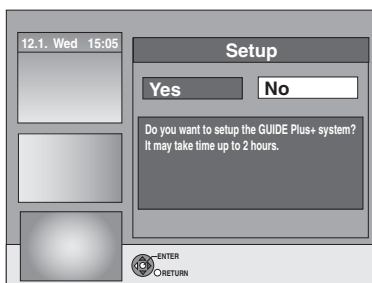 12.1. Wed 15:05
Setup
Yes No
Do you want to setup the GUIDE Plus+ system?
It may take time up to 2 hours.
ENTER
RETURN